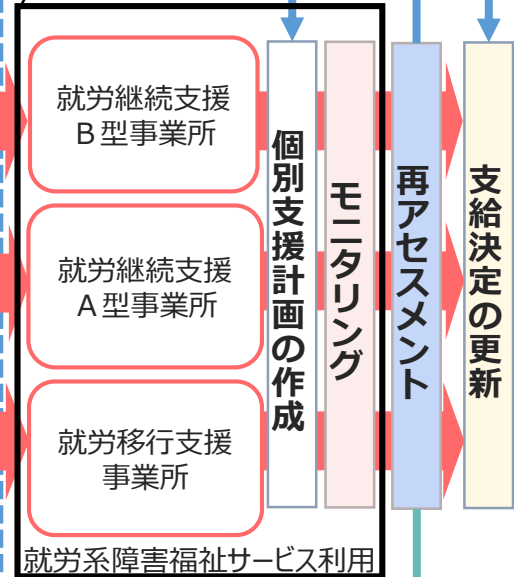 就労継続支援
Ｂ型事業所
就労継続支援
Ａ型事業所
就労移行支援
事業所
個別支援計画の作成
モニタリング
再アセスメント
支給決定の更新
就労系障害福祉サービス利用